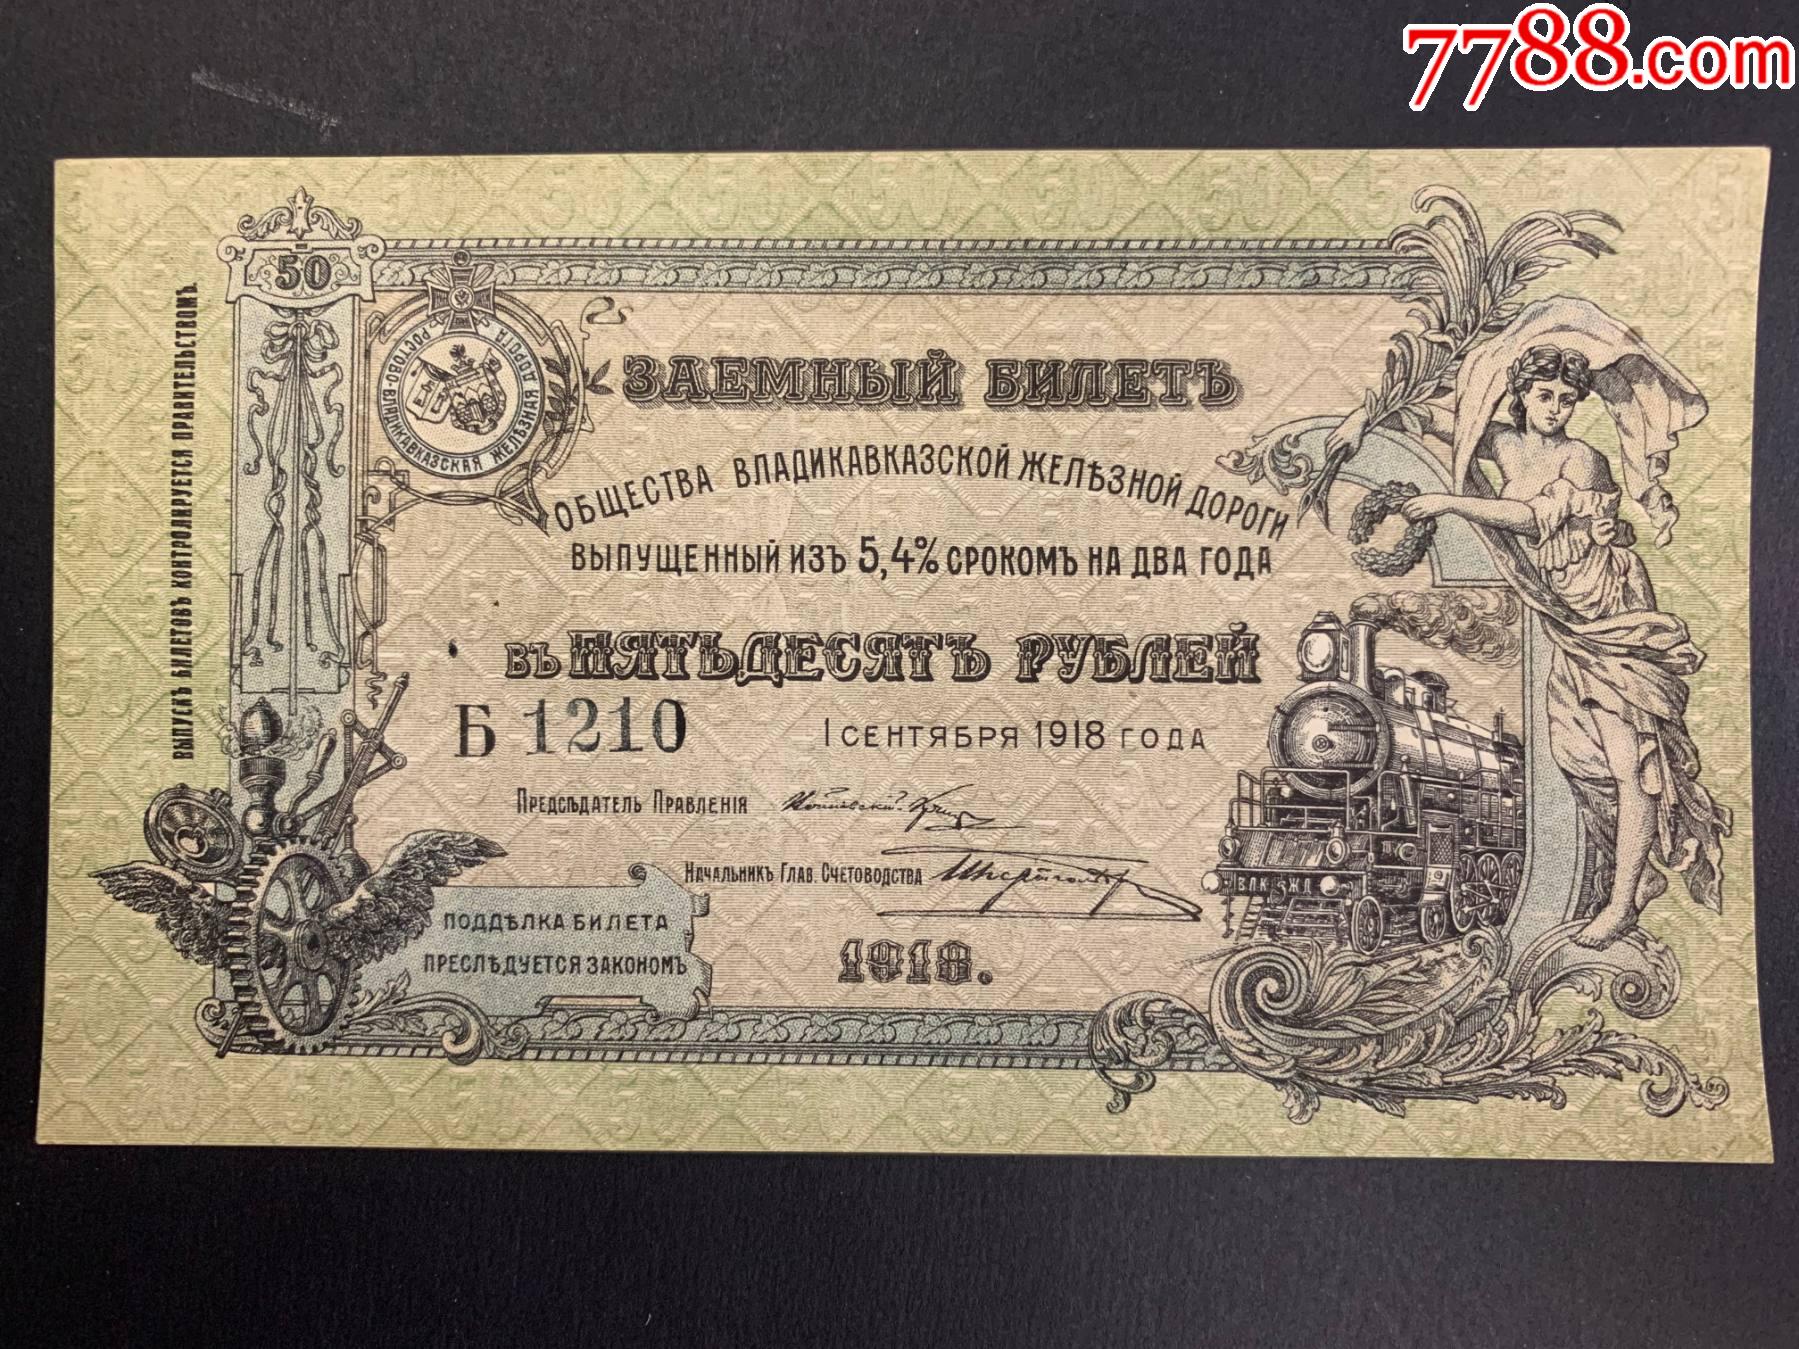 7788.com
50
ВЫПУСКЪ БИЛЕТОВЪ КОНТРОЛИРУЕТСЯ ПРАВИТЕЛЬСТВОМЪ.
РОСТОВО-ВЛАДИКАВКАЗСКАЯ ЖЕЛѢЗНАЯ ДОРОГА
ЗАЕМНЫЙ БИЛЕТЪ
ОБЩЕСТВА ВЛАДИКАВКАЗСКОЙ ЖЕЛѢЗНОЙ ДОРОГИ
ВЫПУЩЕННЫЙ ИЗЪ 5,4% СРОКОМЪ НА ДВА ГОДА
ВЪ ПЯТЬДЕСЯТЪ РУБЛЕЙ
Б 1210
1 СЕНТЯБРЯ 1918 ГОДА
ПРЕДСѢДАТЕЛЬ ПРАВЛЕНІЯ
НАЧАЛЬНИКЪ ГЛАВ. СЧЕТОВОДСТВА
ВЛК ЖД
ПОДДѢЛКА БИЛЕТА
ПРЕСЛѢДУЕТСЯ ЗАКОНОМЪ
1918.